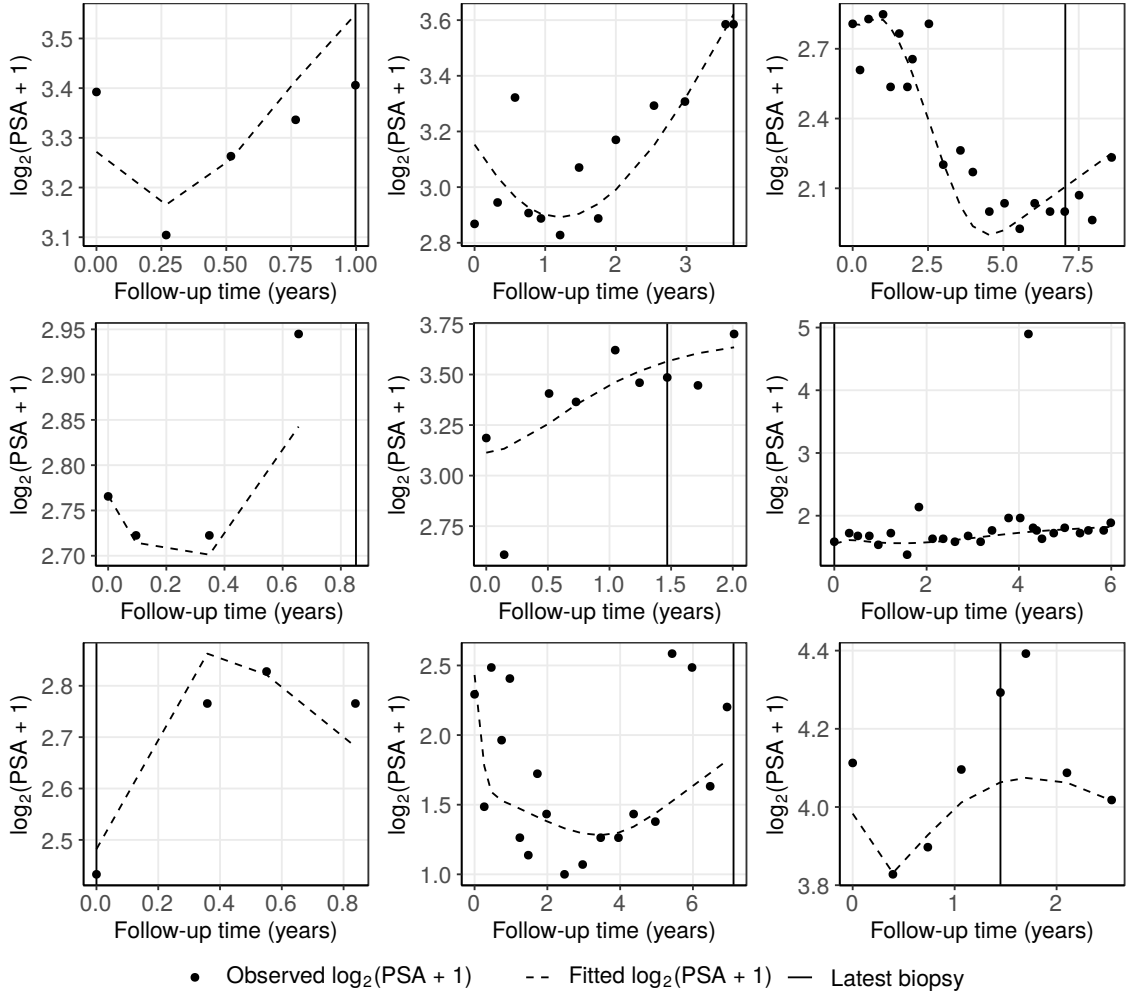 log2(PSA + 1)
3.5
3.4
3.3
3.2
3.1
0.00 0.25 0.50 0.75 1.00
Follow-up time (years)
log2(PSA + 1)
3.6
3.4
3.2
3.0
2.8
0 1 2 3
Follow-up time (years)
log2(PSA + 1)
2.7
2.4
2.1
0.0 2.5 5.0 7.5
Follow-up time (years)
log2(PSA + 1)
2.95
2.90
2.85
2.80
2.75
2.70
0.0 0.2 0.4 0.6 0.8
Follow-up time (years)
log2(PSA + 1)
3.75
3.50
3.25
3.00
2.75
0.0 0.5 1.0 1.5 2.0
Follow-up time (years)
log2(PSA + 1)
5
4
3
2
0 2 4 6
Follow-up time (years)
log2(PSA + 1)
2.8
2.7
2.6
2.5
0.0 0.2 0.4 0.6 0.8
Follow-up time (years)
log2(PSA + 1)
2.5
2.0
1.5
1.0
0 2 4 6
Follow-up time (years)
log2(PSA + 1)
4.4
4.2
4.0
3.8
0 1 2
Follow-up time (years)
Observed log2(PSA + 1) Fitted log2(PSA + 1) Latest biopsy